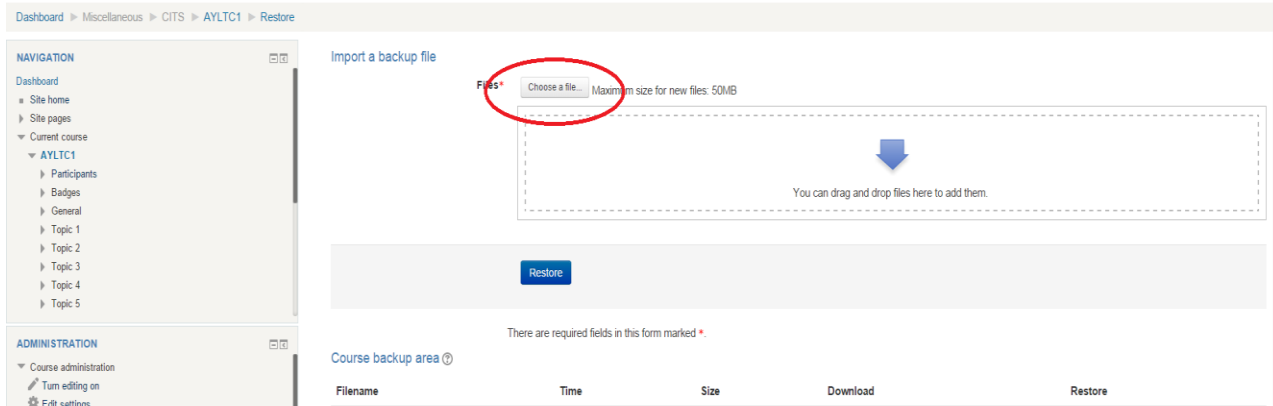 Dashboard ▶ Miscellaneous ▶ CITS ▶ AYLTC1 ▶ Restore
NAVIGATION
Dashboard
Site home
Site pages
Current course
AYLTC1
Participants
Badges
General
Topic 1
Topic 2
Topic 3
Topic 4
Topic 5
ADMINISTRATION
Course administration
Turn editing on
Edit settings
Import a backup file
Files* Choose a file... Maximum size for new files: 50MB
You can drag and drop files here to add them.
Restore
There are required fields in this form marked *.
Course backup area
Filename Time Size Download Restore